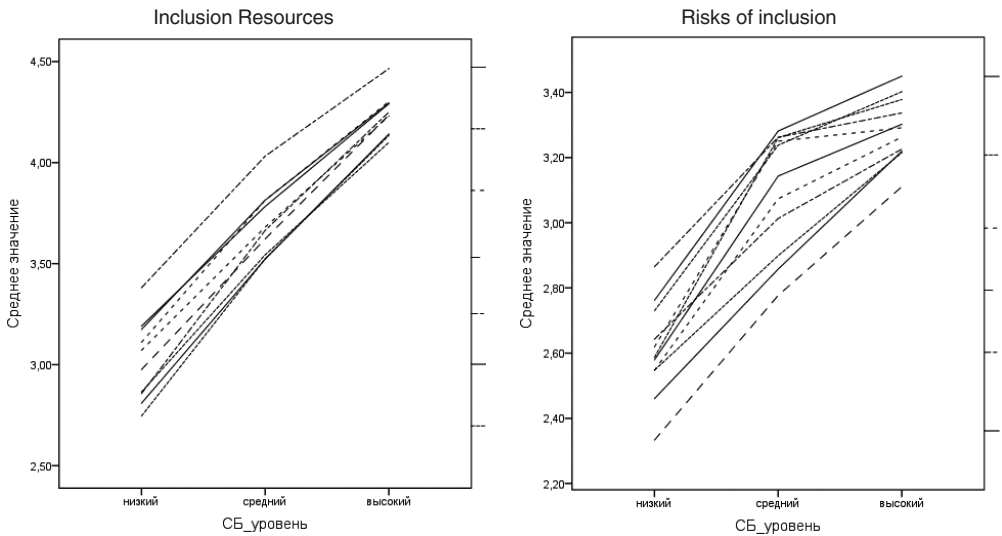 Inclusion Resources
4,50
4,00
3,50
3,00
2,50
Среднее значение
низкий средний высокий
СБ_уровень
Risks of inclusion
3,40
3,20
3,00
2,80
2,60
2,40
2,20
Среднее значение
низкий средний высокий
СБ_уровень